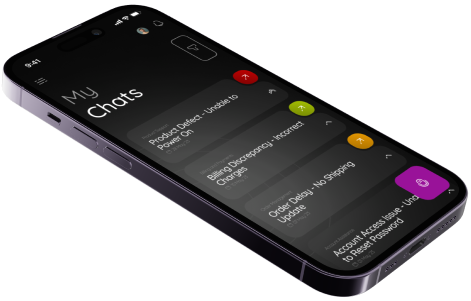 9:41
My
Chats
Product Defect - Unable to
Power On
Billing Discrepancy - Incorrect
Charges
Order Delay - No Shipping
Update
Account Access Issue - Una
to Reset Password